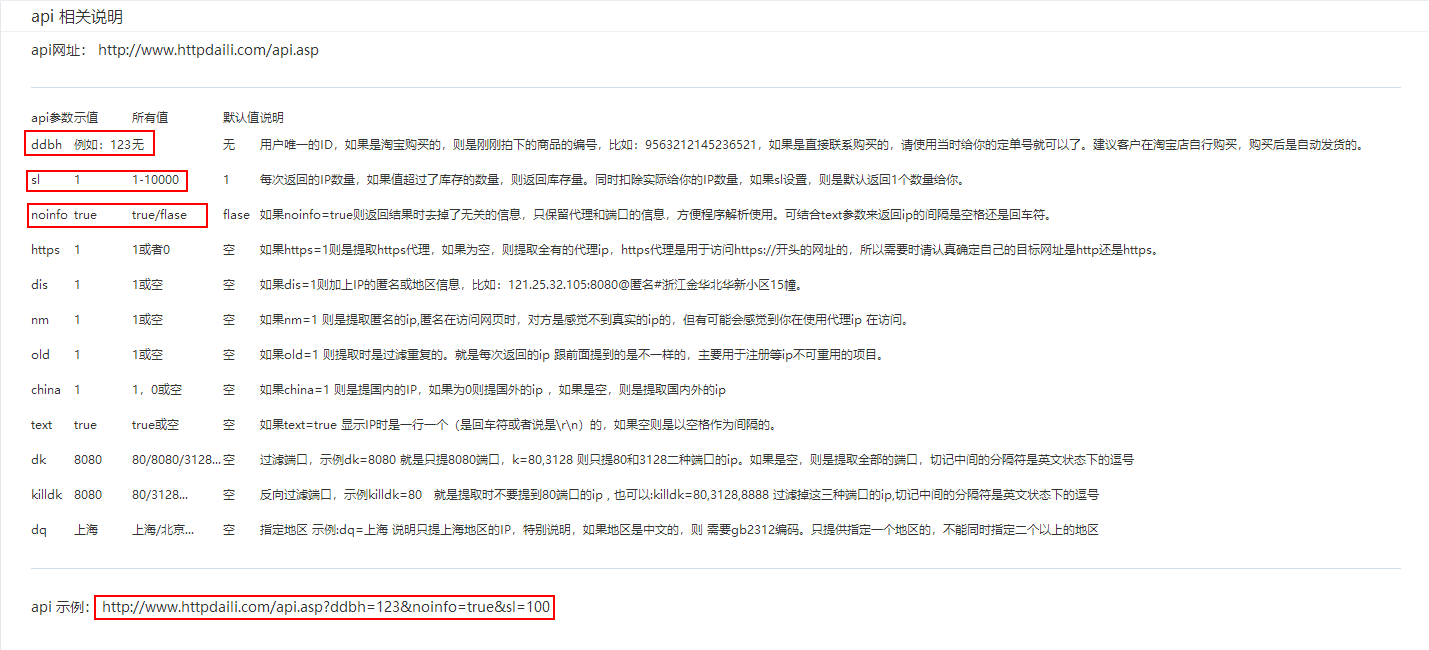 api 相关说明
api网址： http://www.httpdaili.com/api.asp
api参数示值 所有值 默认值说明
ddbh 例如：123无 无 用户唯一的ID，如果是淘宝购买的，则是刚刚拍下的商品的编号，比如：9563212145236521，如果是直接联系购买的，请使用当时给你的定单号就可以了。建议客户在淘宝店自行购买，购买后是自动发货的。
sl 1 1-10000 1 每次返回的IP数量，如果值超过了库存的数量，则返回库存量。同时扣除实际给你的IP数量，如果sl设置，则是默认返回1个数量给你。
noinfo true true/flase flase 如果noinfo=true则返回结果时去掉了无关的信息，只保留代理和端口的信息，方便程序解析使用。可结合text参数来返回ip的间隔是空格还是回车符。
https 1 1或者0 空 如果https=1则是提取https代理，如果为空，则提取全有的代理ip，https代理是用于访问https://开头的网址的，所以需要时请认真确定自己的目标网址是http还是https。
dis 1 1或空 空 如果dis=1则加上IP的匿名或地区信息，比如：121.25.32.105:8080@匿名#浙江金华北华新小区15幢。
nm 1 1或空 空 如果nm=1 则是提取匿名的ip,匿名在访问网页时，对方是感觉不到真实的ip的，但有可能会感觉到你在使用代理ip 在访问。
old 1 1或空 空 如果old=1 则提取时是过滤重复的。就是每次返回的ip 跟前面提到的是不一样的，主要用于注册等ip不可重用的项目。
china 1 1，0或空 空 如果china=1 则是提国内的IP，如果为0则提国外的ip ，如果是空，则是提取国内外的ip
text true true或空 空 如果text=true 显示IP时是一行一个（是回车符或者说是\r\n）的，如果空则是以空格作为间隔的。
dk 8080 80/8080/3128... 空 过滤端口，示例dk=8080 就是只提8080端口，k=80,3128 则只提80和3128二种端口的ip。如果是空，则是提取全部的端口，切记中间的分隔符是英文状态下的逗号
killdk 8080 80/3128... 空 反向过滤端口，示例killdk=80 就是提取时不要提到80端口的ip , 也可以:killdk=80,3128,8888 过滤掉这三种端口的ip,切记中间的分隔符是英文状态下的逗号
dq 上海 上海/北京... 空 指定地区 示例:dq=上海 说明只提上海地区的IP，特别说明，如果地区是中文的，则 需要gb2312编码。只提供指定一个地区的，不能同时指定二个以上的地区
api 示例： http://www.httpdaili.com/api.asp?ddbh=123&noinfo=true&sl=100